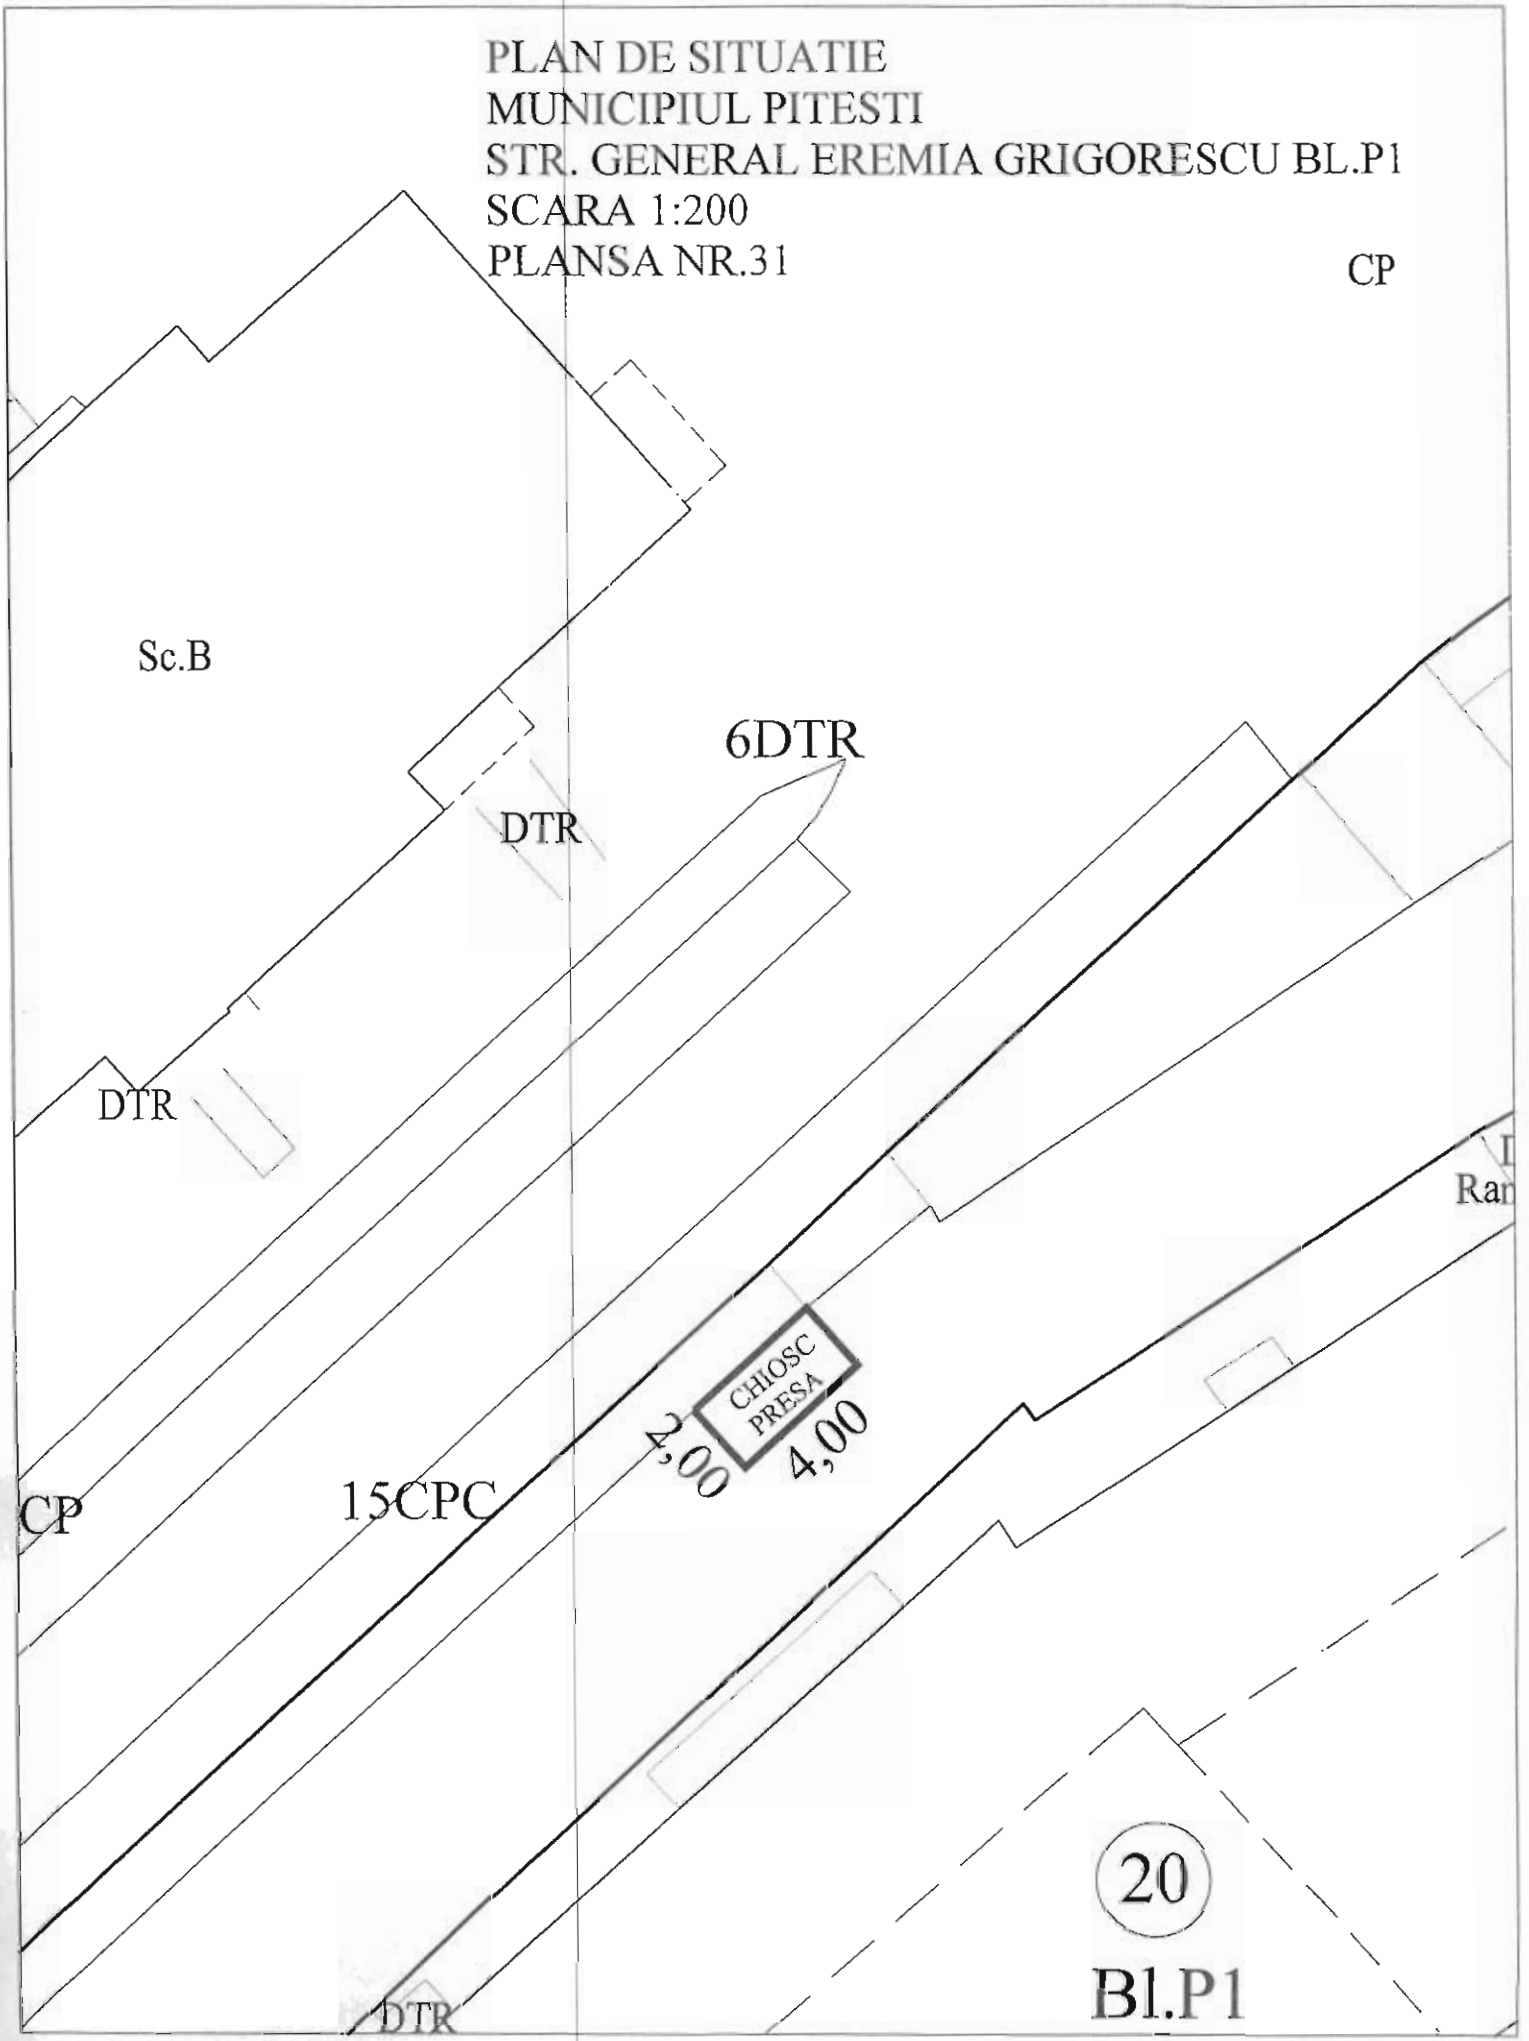 PLAN DE SITUATIE
MUNICIPIUL PITESTI
STR. GENERAL EREMIA GRIGORESCU BL.P1
SCARA 1:200
PLANSA NR.31
CP
Sc.B
6DTR
DTR
DTR
CHIOSC
PRESA
2,00
4,00
15CPC
CP
20
Bl.P1
DTR